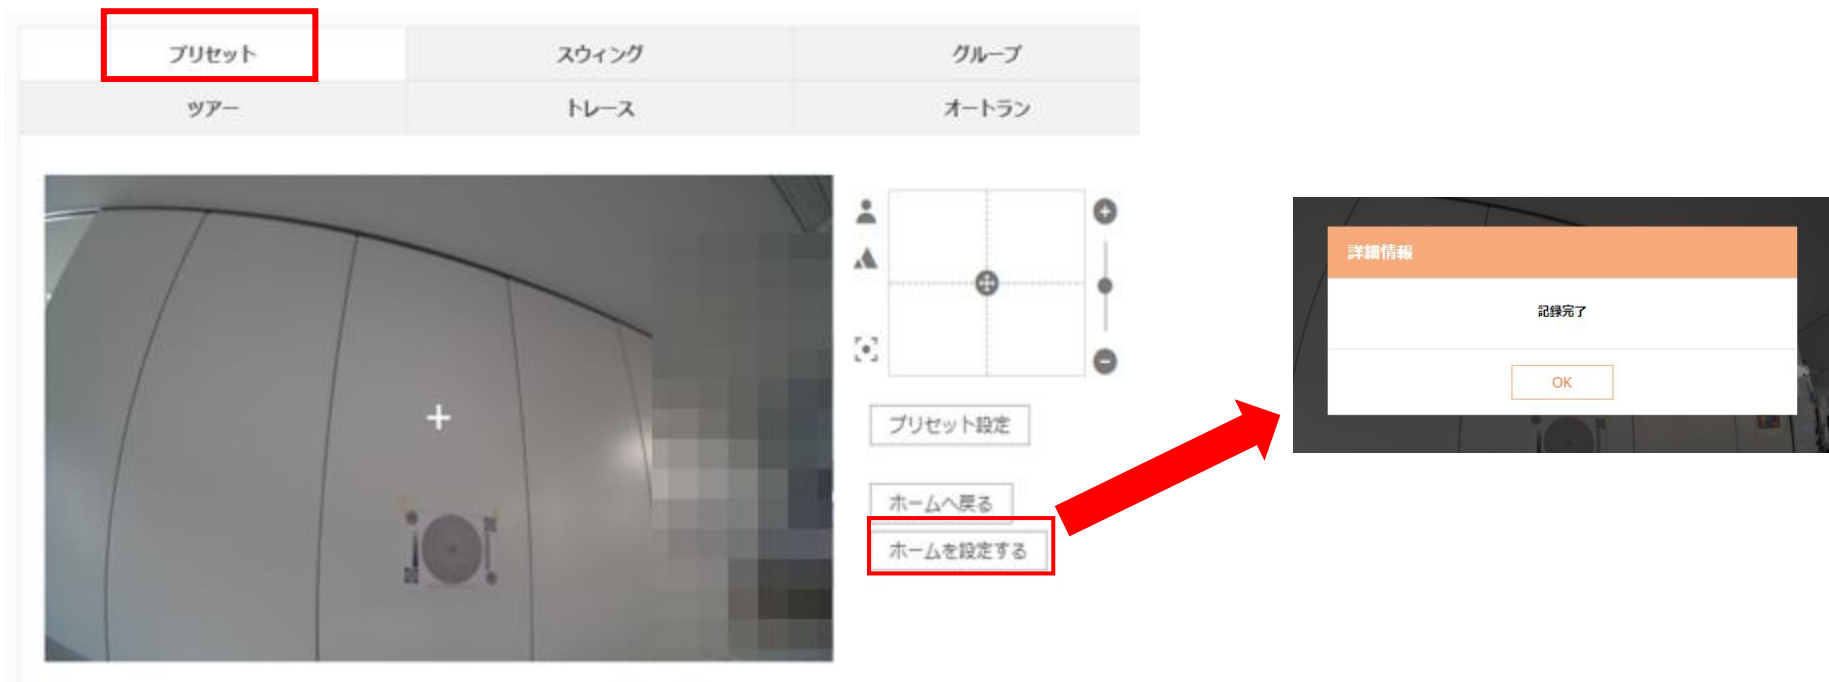 プリセット
スウィング
グループ
ツアー
トレース
オートラン
プリセット設定
ホームへ戻る
ホームを設定する
詳細情報
記録完了
OK